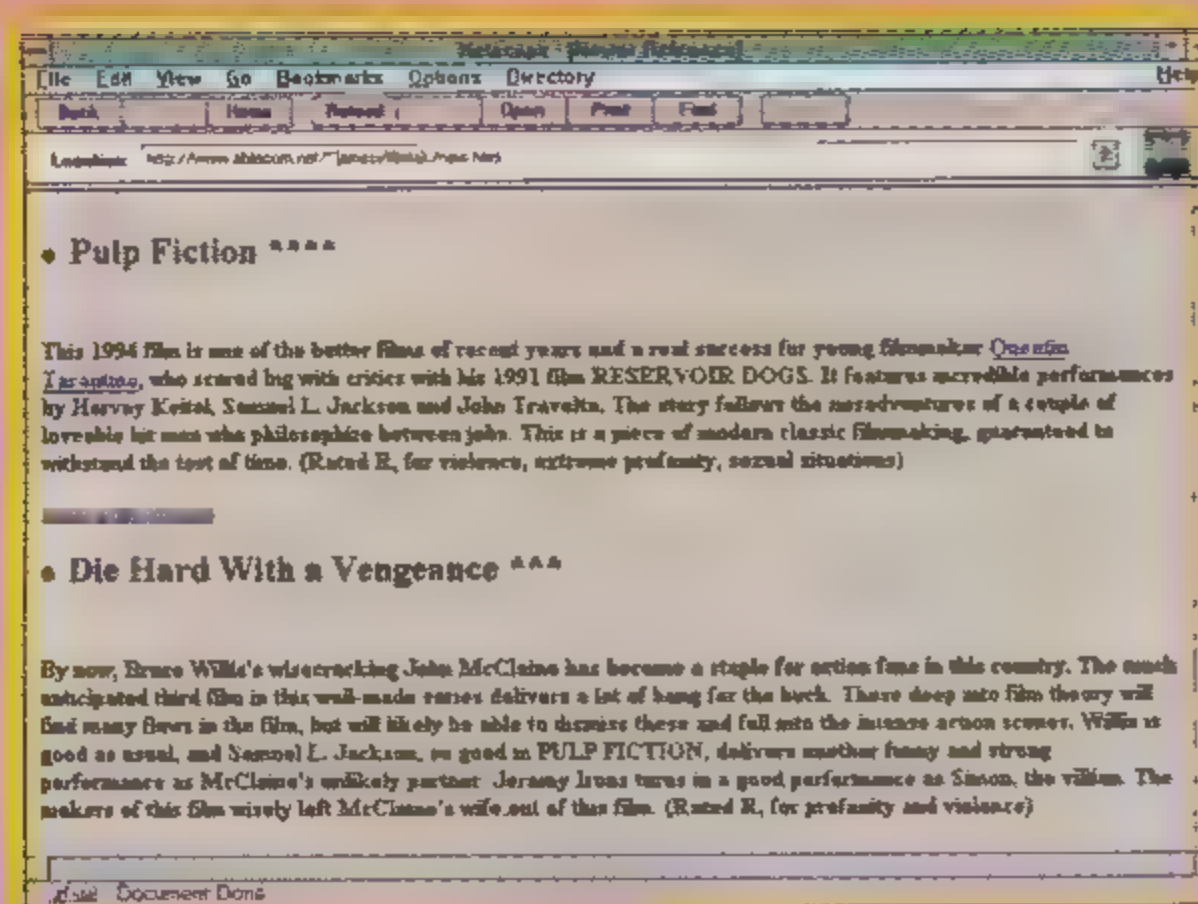 Netscape - [Movie Reviews]
File Edit View Go Bookmarks Options Directory Help
Back Home Reload Open Print Find
Location: http://www.
• Pulp Fiction ****
This 1994 film is one of the better films of recent years and a real success for young filmmaker Quentin
Tarantino, who scored big with critics with his 1991 film RESERVOIR DOGS. It features incredible performances
by Harvey Keitel, Samuel L. Jackson and John Travolta. The story follows the misadventures of a couple of
loveable hit men who philosophize between jobs. This is a piece of modern classic filmmaking, guaranteed to
withstand the test of time. (Rated R, for violence, extreme profanity, sexual situations)
• Die Hard With a Vengeance ***
By now, Bruce Willis's wisecracking John McClaine has become a staple for action fans in this country. The much
anticipated third film in this well-made series delivers a lot of bang for the buck. Those deep into film theory will
find many flaws in the film, but will likely be able to dismiss these and fall into the intense action scenes. Willis is
good as usual, and Samuel L. Jackson, so good in PULP FICTION, delivers another funny and strong
performance as McClaine's unlikely partner. Jeremy Irons turns in a good performance as Simon, the villian. The
makers of this film wisely left McClaine's wife out of this film. (Rated R, for profanity and violence)
Document Done